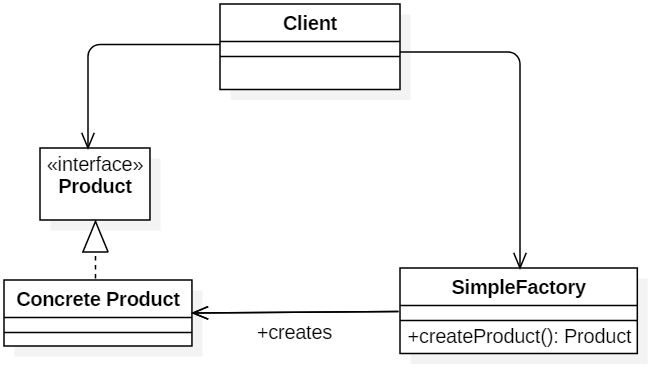 Client
«interface»
Product
Concrete Product
SimpleFactory
+createProduct(): Product
+creates